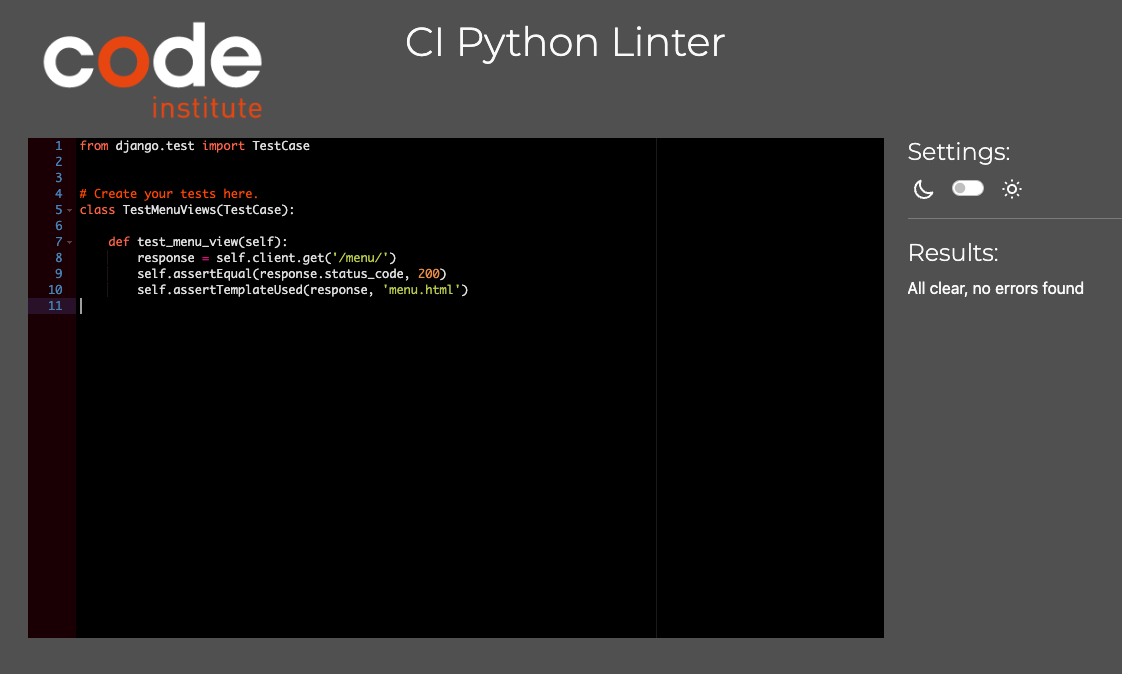 code
institute
CI Python Linter
1 from django.test import TestCase
2
3
4 # Create your tests here.
5 class TestMenuViews(TestCase):
6
7     def test_menu_view(self):
8         response = self.client.get('/menu/')
9         self.assertEqual(response.status_code, 200)
10         self.assertTemplateUsed(response, 'menu.html')
11
Settings:
Results:
All clear, no errors found